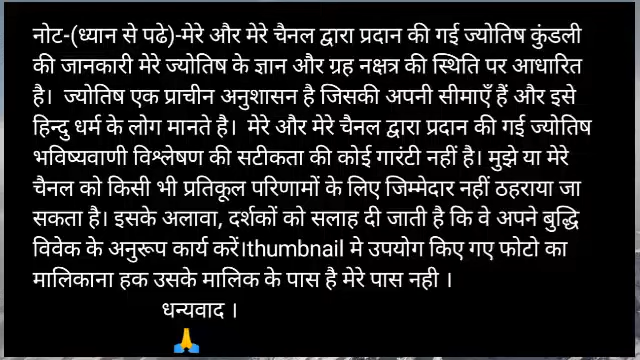 नोट-(ध्यान से पढे)-मेरे और मेरे चैनल द्वारा प्रदान की गई ज्योतिष कुंडली
की जानकारी मेरे ज्योतिष के ज्ञान और ग्रह नक्षत्र की स्थिति पर आधारित
है।  ज्योतिष एक प्राचीन अनुशासन है जिसकी अपनी सीमाएँ हैं और इसे
हिन्दु धर्म के लोग मानते है।  मेरे और मेरे चैनल द्वारा प्रदान की गई ज्योतिष
भविष्यवाणी विश्लेषण की सटीकता की कोई गारंटी नहीं है। मुझे या मेरे
चैनल को किसी भी प्रतिकूल परिणामों के लिए जिम्मेदार नहीं ठहराया जा
सकता है। इसके अलावा, दर्शकों को सलाह दी जाती है कि वे अपने बुद्धि
विवेक के अनुरूप कार्य करें।thumbnail मे उपयोग किए गए फोटो का
मालिकाना हक उसके मालिक के पास है मेरे पास नही ।
धन्यवाद ।
🙏